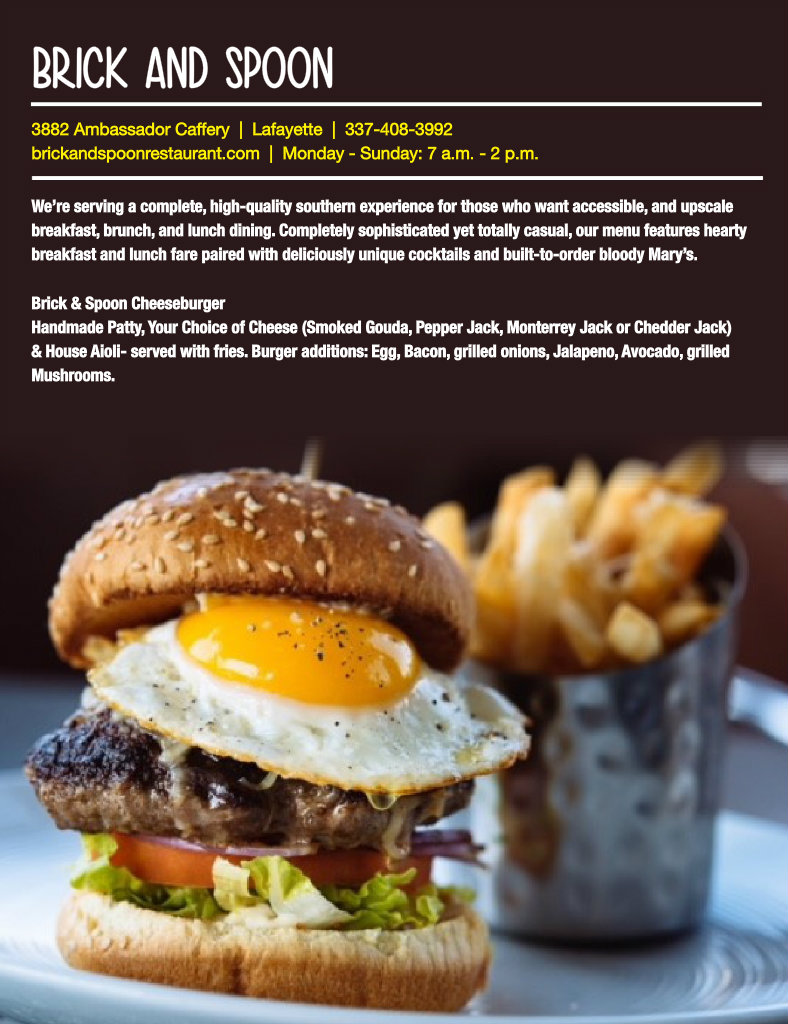 BRICK AND SPOON
3882 Ambassador Caffery | Lafayette | 337-408-3992
brickandspoonrestaurant.com | Monday - Sunday: 7 a.m. - 2 p.m.
We're serving a complete, high-quality southern experience for those who want accessible, and upscale
breakfast, brunch, and lunch dining. Completely sophisticated yet totally casual, our menu features hearty
breakfast and lunch fare paired with deliciously unique cocktails and built-to-order bloody Mary's.
Brick & Spoon Cheeseburger
Handmade Patty, Your Choice of Cheese (Smoked Gouda, Pepper Jack, Monterrey Jack or Chedder Jack)
& House Aioli- served with fries. Burger additions: Egg, Bacon, grilled onions, Jalapeno, Avocado, grilled
Mushrooms.